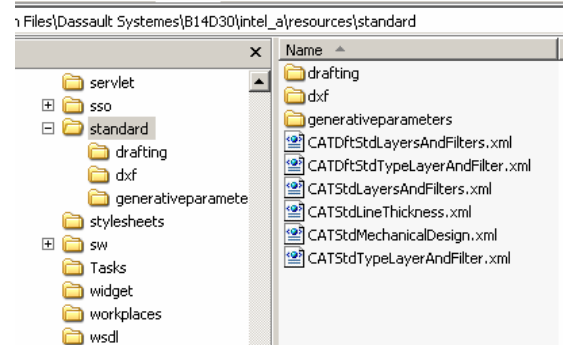 n Files\Dassault Systemes\B14D30\intel_a\resources\standard
servlet
sso
standard
drafting
dxf
generativeparamete
stylesheets
sw
Tasks
widget
workplaces
wsdl
Name
drafting
dxf
generativeparameters
CATDftStdLayersAndFilters.xml
CATDftStdTypeLayerAndFilter.xml
CATStdLayersAndFilters.xml
CATStdLineThickness.xml
CATStdMechanicalDesign.xml
CATStdTypeLayerAndFilter.xml